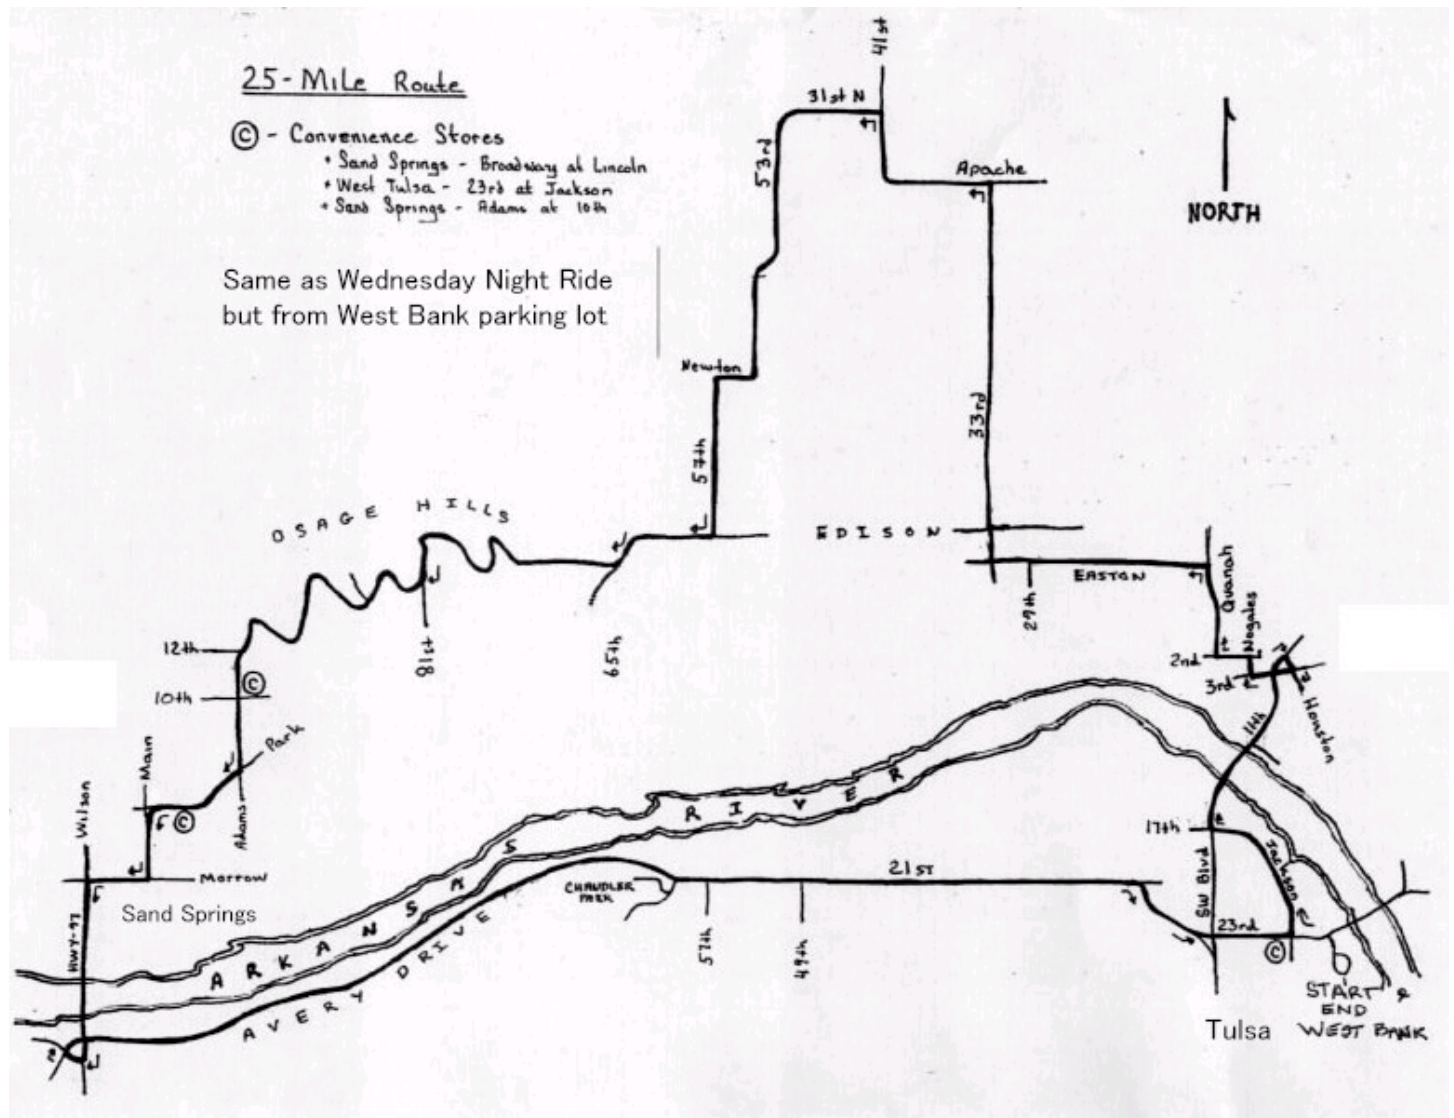 25-Mile Route
© - Convenience Stores
• Sand Springs - Broadway at Lincoln
• West Tulsa - 23rd at Jackson
• Sand Springs - Adams at 10th
Same as Wednesday Night Ride
but from West Bank parking lot
41st
31st N
53rd
Apache
NORTH
Newton
57th
33rd
OSAGE HILLS
EDISON
EASTON
29th
Quanah
Nogales
2nd
3rd
Houston
11th
81st
65th
12th
10th
©
Park
Main
Wilson
©
Adams
Morrow
Sand Springs
HWY-97
ARKANSAS RIVER
AVERY DRIVE
CHANDLER
PARK
21ST
57th
49th
17th
SW Blvd
Jackson
23rd
©
START &
END
WEST BANK
Tulsa